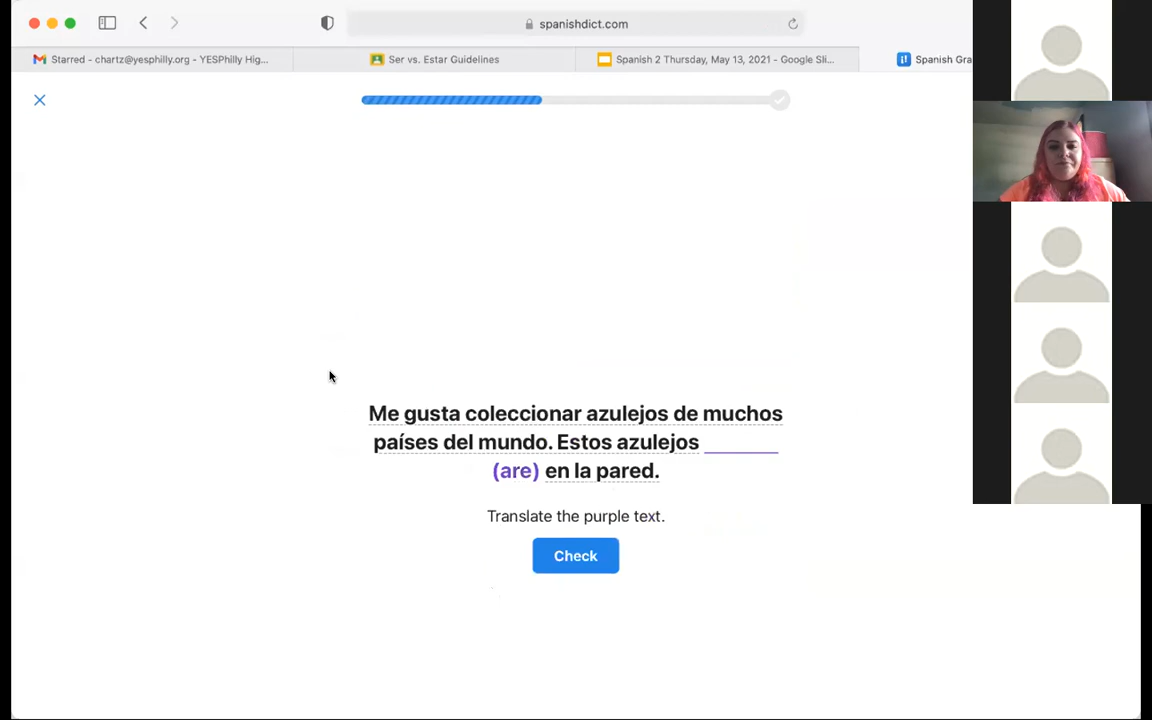 spanishdict.com
Starred - chartz@yesphilly.org - YESPhilly Hig...
Ser vs. Estar Guidelines
Spanish 2 Thursday, May 13, 2021 - Google Sli...
Spanish Gra
Me gusta coleccionar azulejos de muchos
países del mundo. Estos azulejos ______
(are) en la pared.
Translate the purple text.
Check